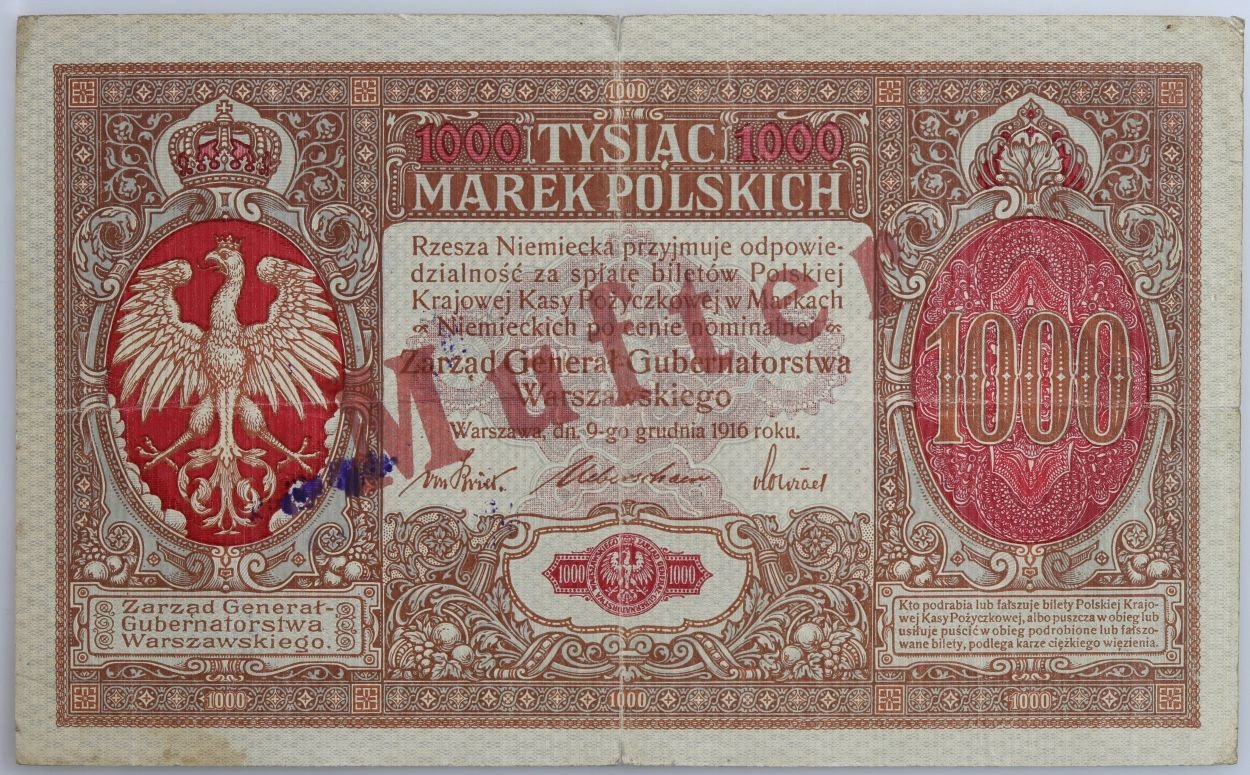 1000
1000 TYSIĄC 1000
MAREK POLSKICH
Rzesza Niemiecka przyjmuje odpowie-
dzialność za spłatę biletów Polskiej
Krajowej Kasy Pożyczkowej w Markach
Niemieckich po cenie nominalnej
Zarząd Generał-Gubernatorstwa
Warszawskiego
Warszawa, dn. 9-go grudnia 1916 roku.
Muſter
1000
1000 1000
Zarząd Generał-
Gubernatorstwa
Warszawskiego.
Kto podrabia lub fałszuje bilety Polskiej Krajo-
wej Kasy Pożyczkowej, albo puszcza w obieg lub
usiłuje puścić w obieg podrobione lub fałszo-
wane bilety, podlega karze ciężkiego więzienia.
1000 1000 1000